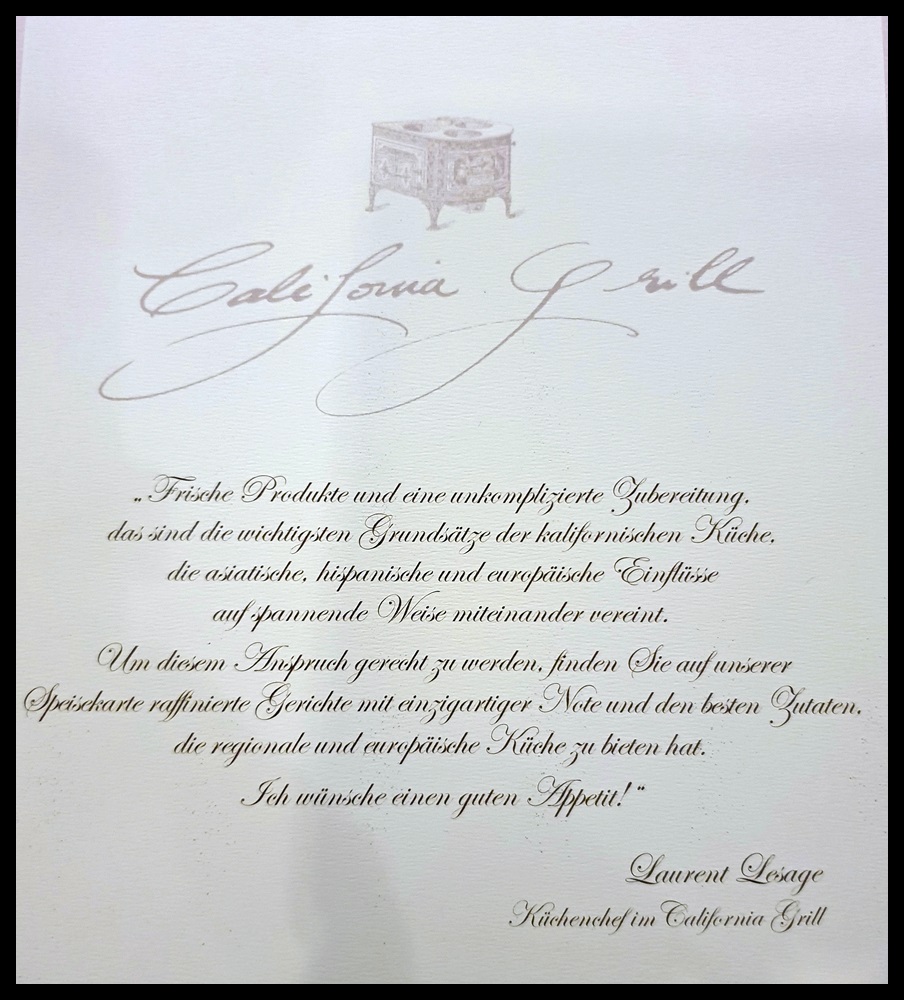 California Grill
„Frische Produkte und eine unkomplizierte Zubereitung,
das sind die wichtigsten Grundsätze der kalifornischen Küche,
die asiatische, hispanische und europäische Einflüsse
auf spannende Weise miteinander vereint.
Um diesem Anspruch gerecht zu werden, finden Sie auf unserer
Speisekarte raffinierte Gerichte mit einzigartiger Note und den besten Zutaten,
die regionale und europäische Küche zu bieten hat.
Ich wünsche einen guten Appetit!“
Laurent Lesage
Küchenchef im California Grill